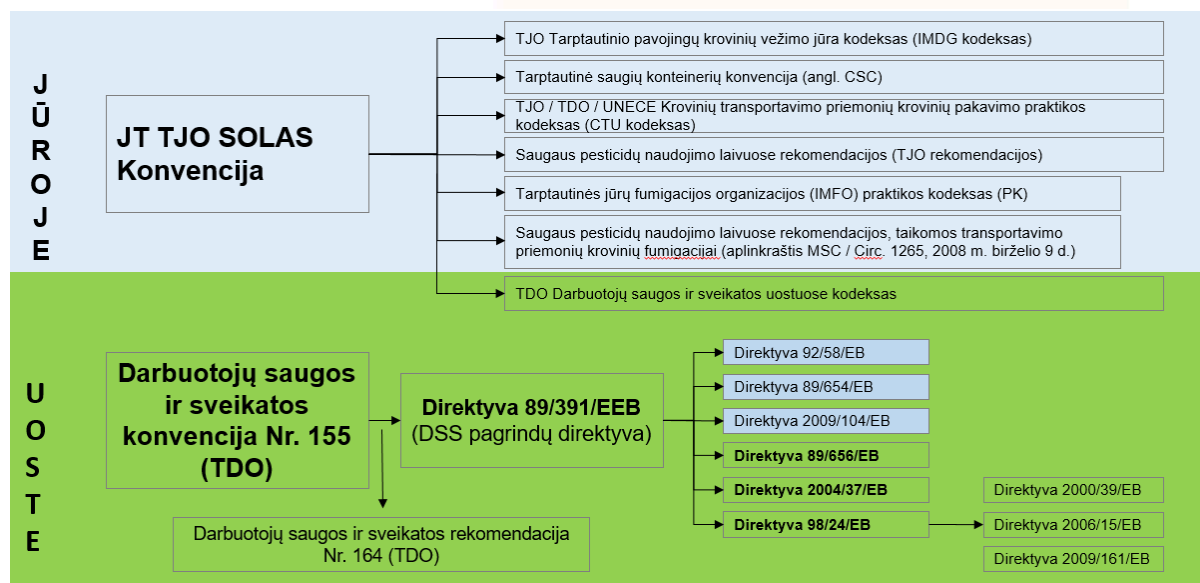 JŪROJE
JT TJO SOLAS
Konvencija
TJO Tarptautinio pavojingų krovinių vežimo jūra kodeksas (IMDG kodeksas)
Tarptautinė saugių konteinerių konvencija (angl. CSC)
TJO / TDO / UNECE Krovinių transportavimo priemonių krovinių pakavimo praktikos
kodeksas (CTU kodeksas)
Saugaus pesticidų naudojimo laivuose rekomendacijos (TJO rekomendacijos)
Tarptautinės jūrų fumigacijos organizacijos (IMFO) praktikos kodeksas (PK)
Saugaus pesticidų naudojimo laivuose rekomendacijos, taikomos transportavimo
priemonių krovinių fumigacijai (aplinkraštis MSC / Circ. 1265, 2008 m. birželio 9 d.)
TDO Darbuotojų saugos ir sveikatos uostuose kodeksas
UOSTE
Darbuotojų saugos
ir sveikatos
konvencija Nr. 155
(TDO)
Darbuotojų saugos ir sveikatos rekomendacija
Nr. 164 (TDO)
Direktyva 89/391/EEB
(DSS pagrindų direktyva)
Direktyva 92/58/EB
Direktyva 89/654/EB
Direktyva 2009/104/EB
Direktyva 89/656/EB
Direktyva 2004/37/EB
Direktyva 98/24/EB
Direktyva 2000/39/EB
Direktyva 2006/15/EB
Direktyva 2009/161/EB